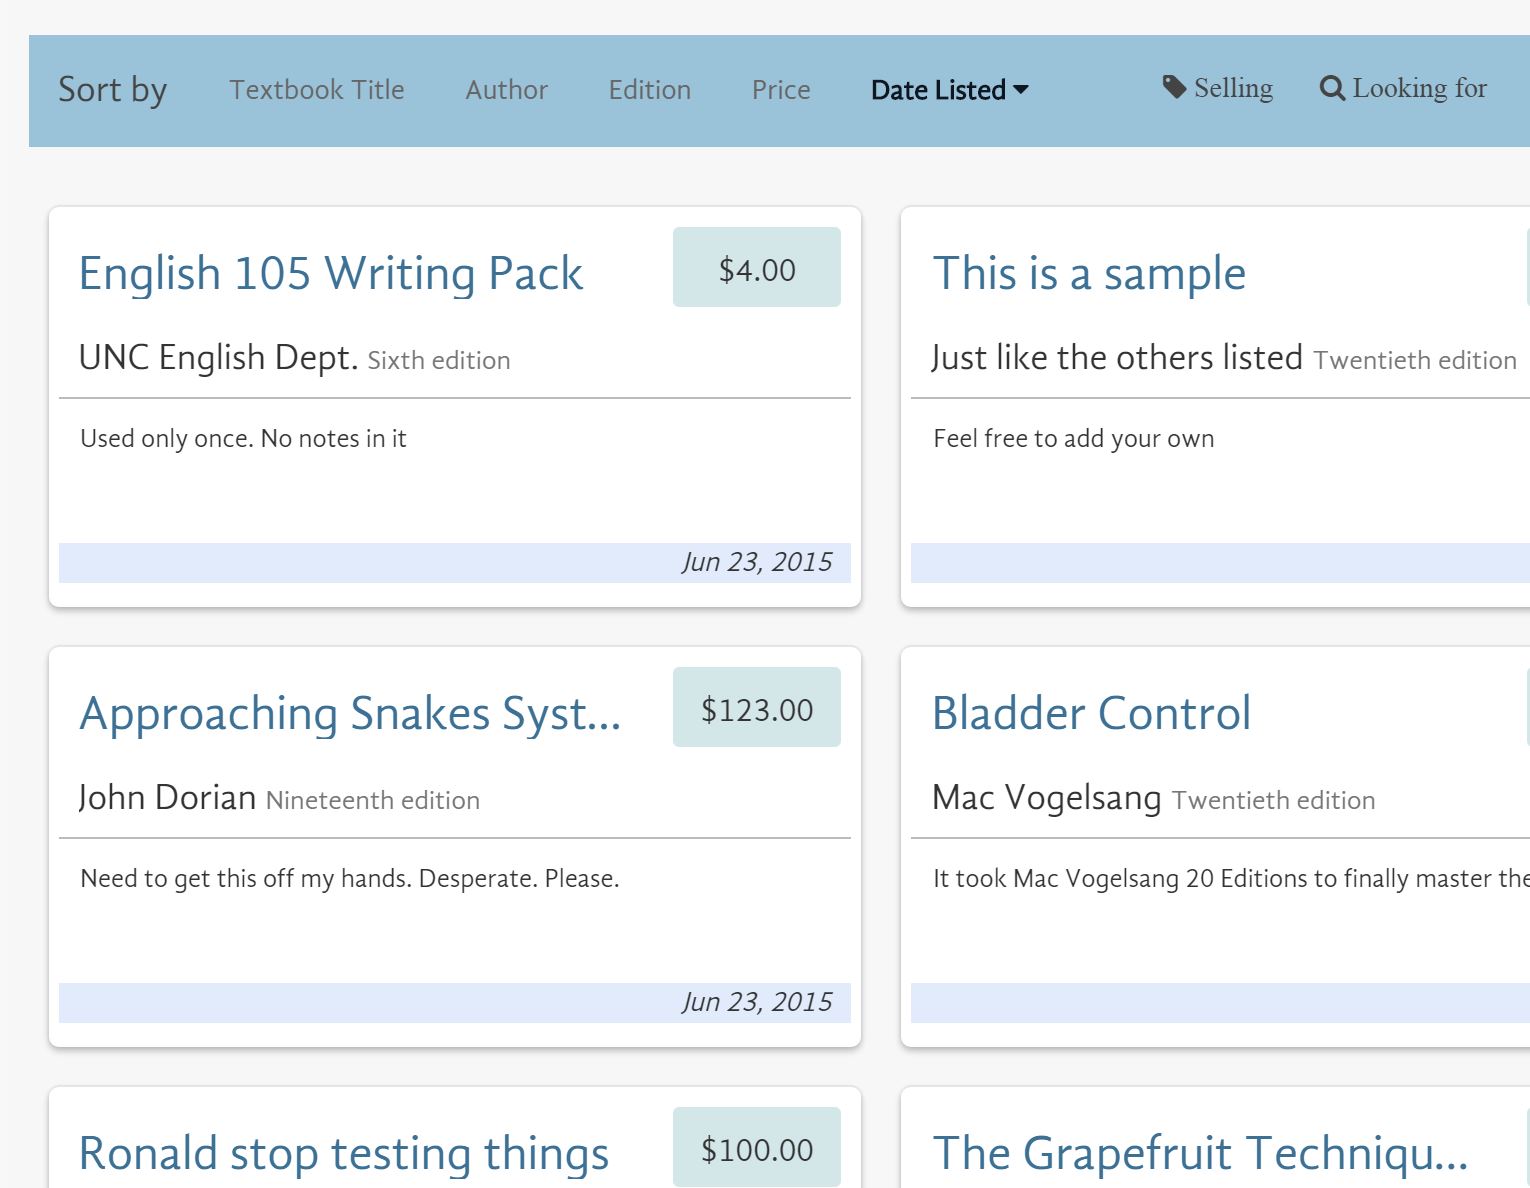 Sort by Textbook Title Author Edition Price Date Listed Selling Looking for
English 105 Writing Pack $4.00
UNC English Dept. Sixth edition
Used only once. No notes in it
Jun 23, 2015
This is a sample
Just like the others listed Twentieth edition
Feel free to add your own
Approaching Snakes Syst... $123.00
John Dorian Nineteenth edition
Need to get this off my hands. Desperate. Please.
Jun 23, 2015
Bladder Control
Mac Vogelsang Twentieth edition
It took Mac Vogelsang 20 Editions to finally master the
Ronald stop testing things $100.00
The Grapefruit Techniqu...